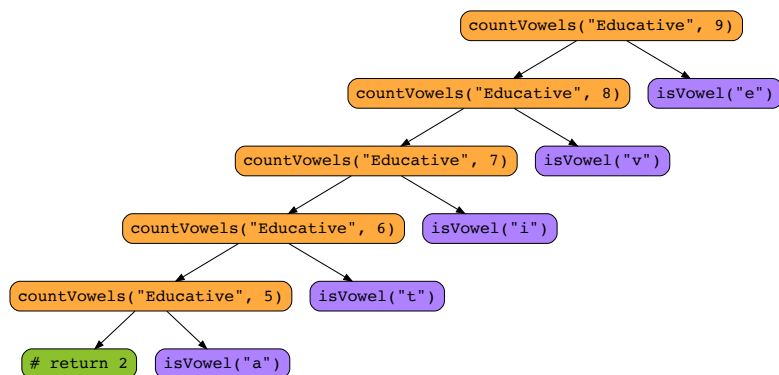 countVowels("Educative", 9)
countVowels("Educative", 8)
isVowel("e")
countVowels("Educative", 7)
isVowel("v")
countVowels("Educative", 6)
isVowel("i")
countVowels("Educative", 5)
isVowel("t")
# return 2
isVowel("a")